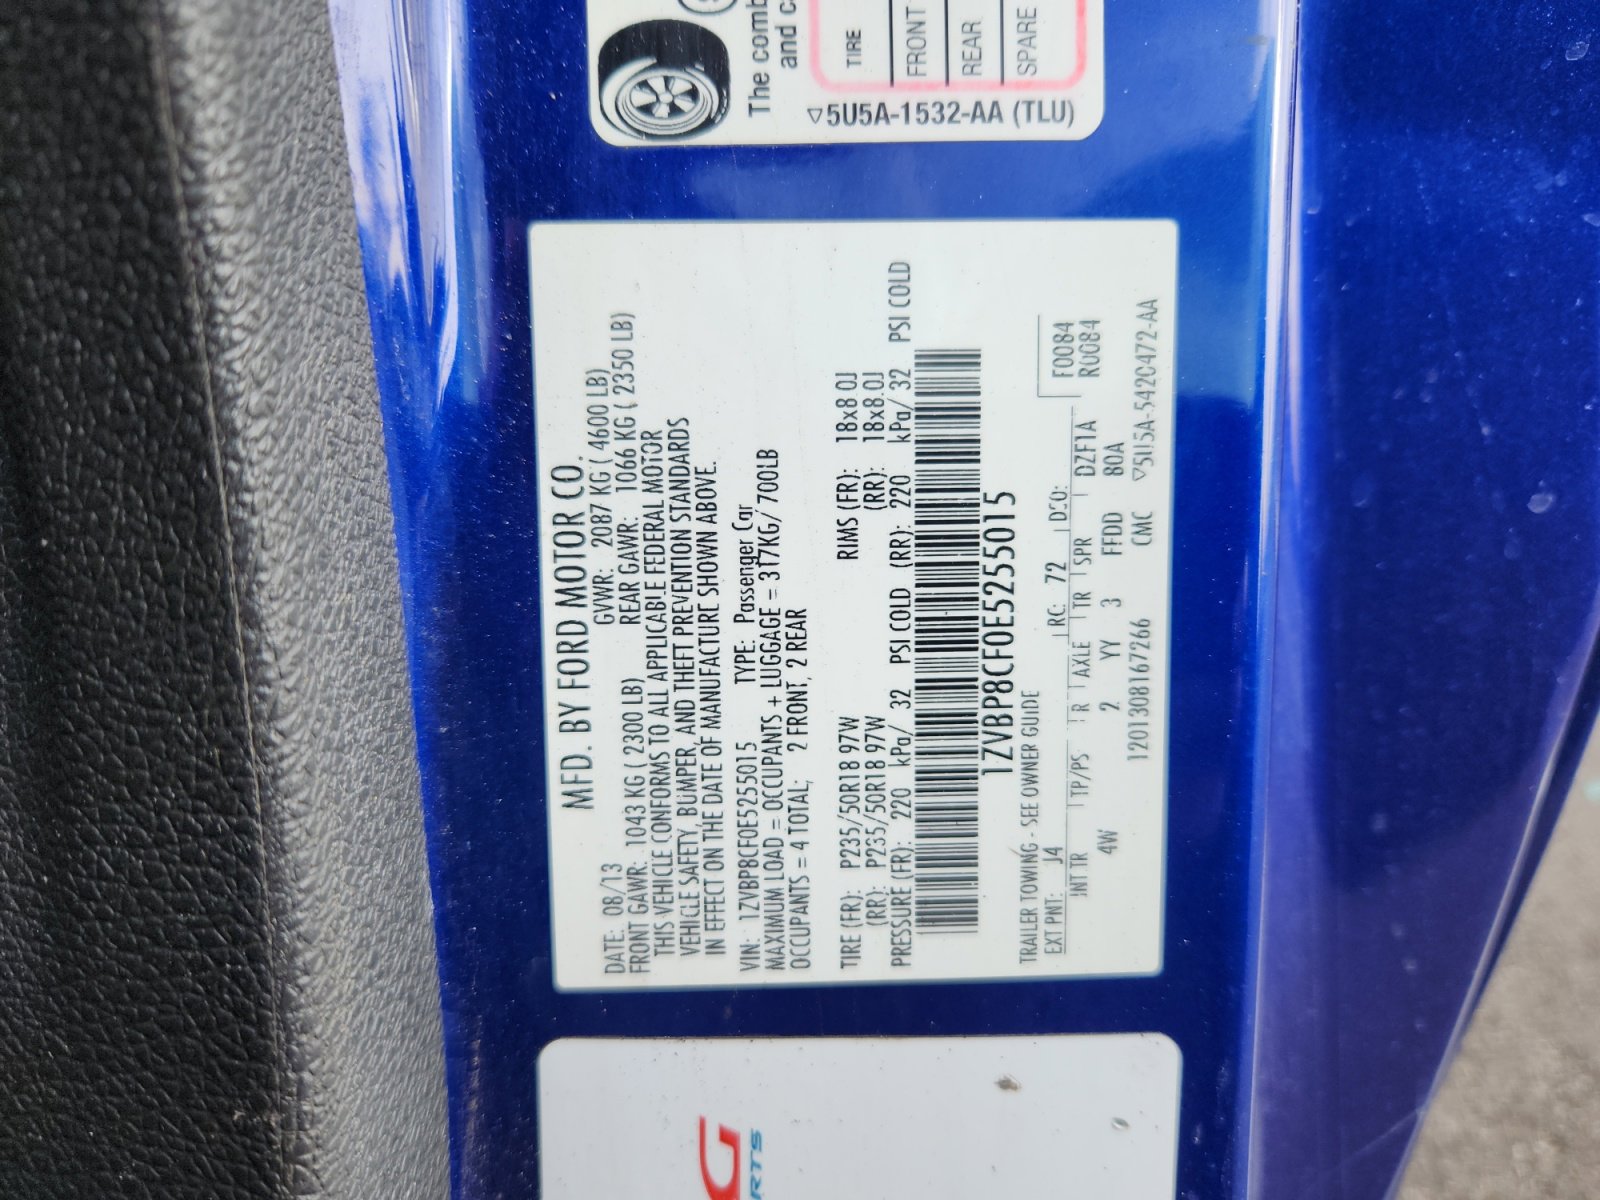 MFD. BY FORD MOTOR CO.
DATE: 08/13 GVWR: 2087 KG ( 4600 LB)
FRONT GAWR: 1043 KG ( 2300 LB) REAR GAWR: 1066 KG ( 2350 LB)
THIS VEHICLE CONFORMS TO ALL APPLICABLE FEDERAL MOTOR
VEHICLE SAFETY, BUMPER, AND THEFT PREVENTION STANDARDS
IN EFFECT ON THE DATE OF MANUFACTURE SHOWN ABOVE.
VIN: 1ZVBP8CF0E5255015 TYPE: Passenger Car
MAXIMUM LOAD = OCCUPANTS + LUGGAGE = 317KG/ 700LB
OCCUPANTS = 4 TOTAL; 2 FRONT, 2 REAR
TIRE (FR): P235/50R18 97W RIMS (FR): 18x8.0J
(RR): P235/50R18 97W (RR): 18x8.0J
PRESSURE (FR): 220 kPa/ 32 PSI COLD (RR): 220 kPa/ 32 PSI COLD
1ZVBP8CF0E5255015
TRAILER TOWING - SEE OWNER GUIDE
F0084
R0084
EXT PNT: J4 RC: 72 DSO:
INT TR TP/PS R AXLE TR SPR DZF1A
4W 2 YY 3 FFDD 80A
1201308167266 CMC ▽5U5A-5420472-AA
The comb
and c
TIRE
FRONT
REAR
SPARE
▽5U5A-1532-AA (TLU)
G
RTS